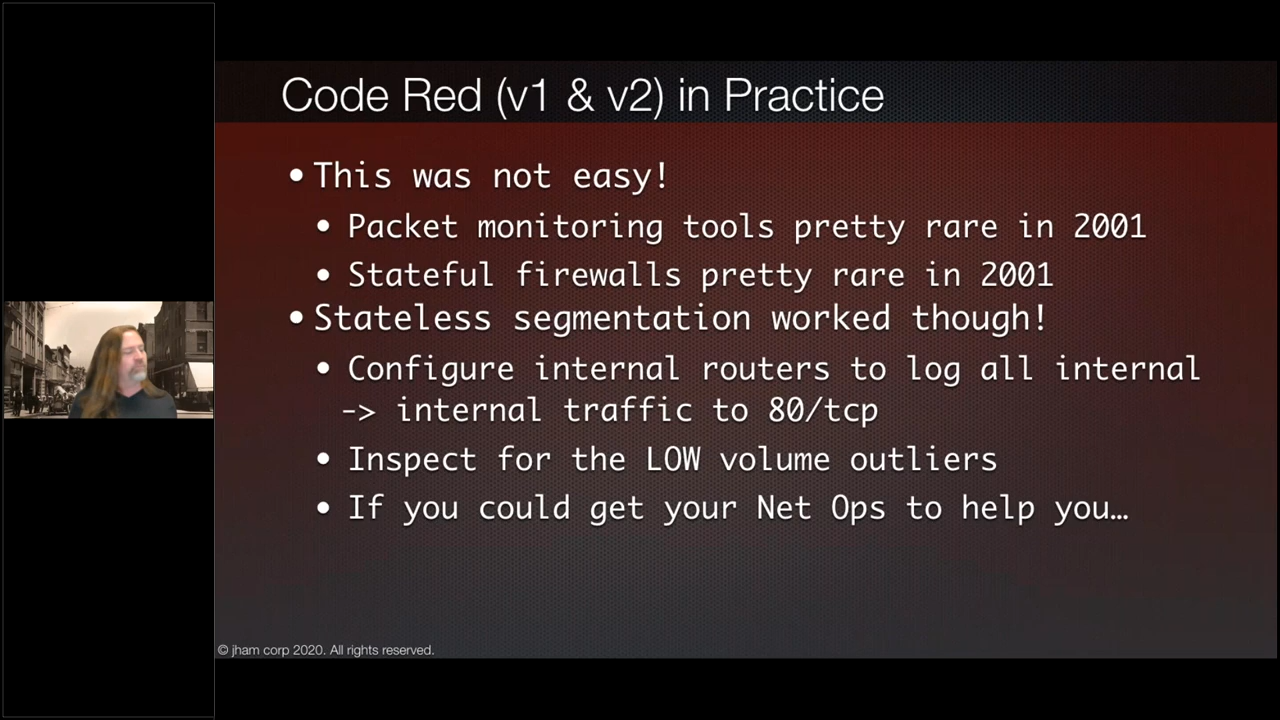 Code Red (v1 & v2) in Practice
• This was not easy!
• Packet monitoring tools pretty rare in 2001
• Stateful firewalls pretty rare in 2001
• Stateless segmentation worked though!
• Configure internal routers to log all internal
-> internal traffic to 80/tcp
• Inspect for the LOW volume outliers
• If you could get your Net Ops to help you…
© jham corp 2020. All rights reserved.